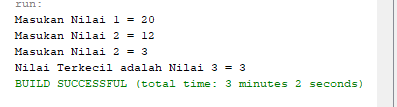 run:
Masukan Nilai 1 = 20
Masukan Nilai 2 = 12
Masukan Nilai 2 = 3
Nilai Terkecil adalah Nilai 3 = 3
BUILD SUCCESSFUL (total time: 3 minutes 2 seconds)